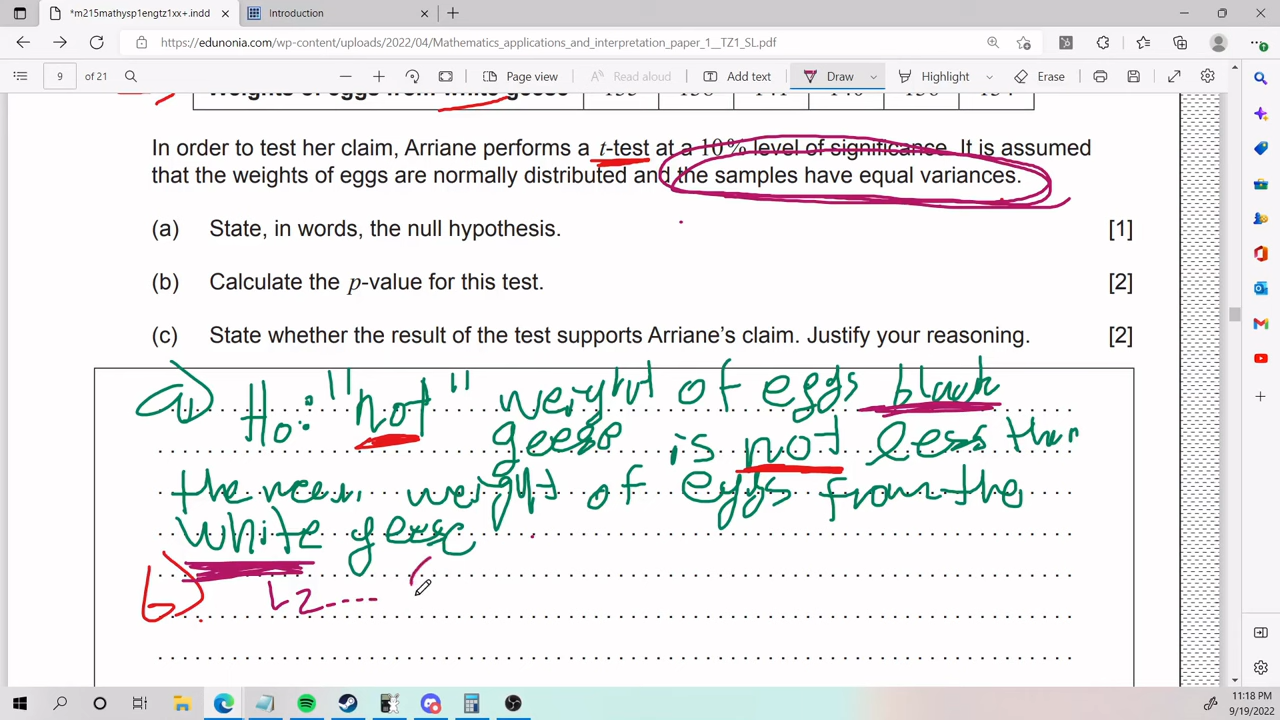 *m215mathysp1engtz1xx+.indd
Introduction
https://edunonia.com/wp-content/uploads/2022/04/Mathematics_applications_and_interpretation_paper_1__TZ1_SL.pdf
9 of 21
Page view
Read aloud
Add text
Draw
Highlight
Erase
Weights of eggs from white geese
In order to test her claim, Arriane performs a t-test at a 10% level of significance. It is assumed
that the weights of eggs are normally distributed and the samples have equal variances.
(a) State, in words, the null hypothesis. [1]
(b) Calculate the p-value for this test. [2]
(c) State whether the result of the test supports Arriane’s claim. Justify your reasoning. [2]
a) H₀: "not" weight of eggs black
geese is not less than
the weight of eggs from the
white geese
b)
11:18 PM
9/19/2022